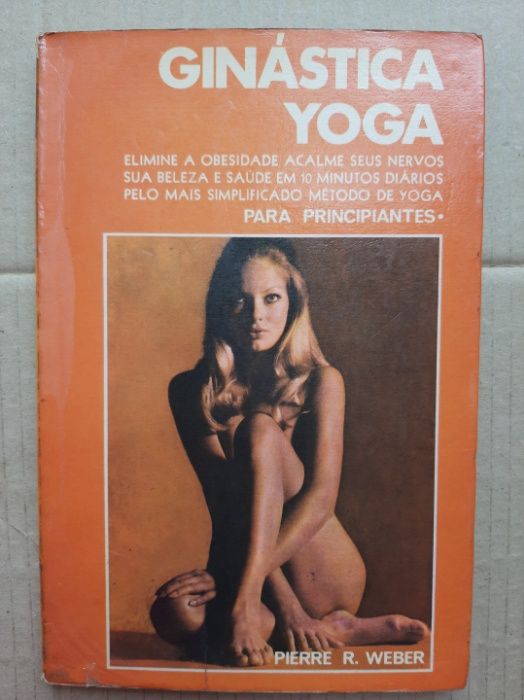 GINÁSTICA
YOGA
ELIMINE A OBESIDADE ACALME SEUS NERVOS
SUA BELEZA E SAÚDE EM 10 MINUTOS DIÁRIOS
PELO MAIS SIMPLIFICADO MÉTODO DE YOGA
PARA PRINCIPIANTES•
PIERRE R. WEBER